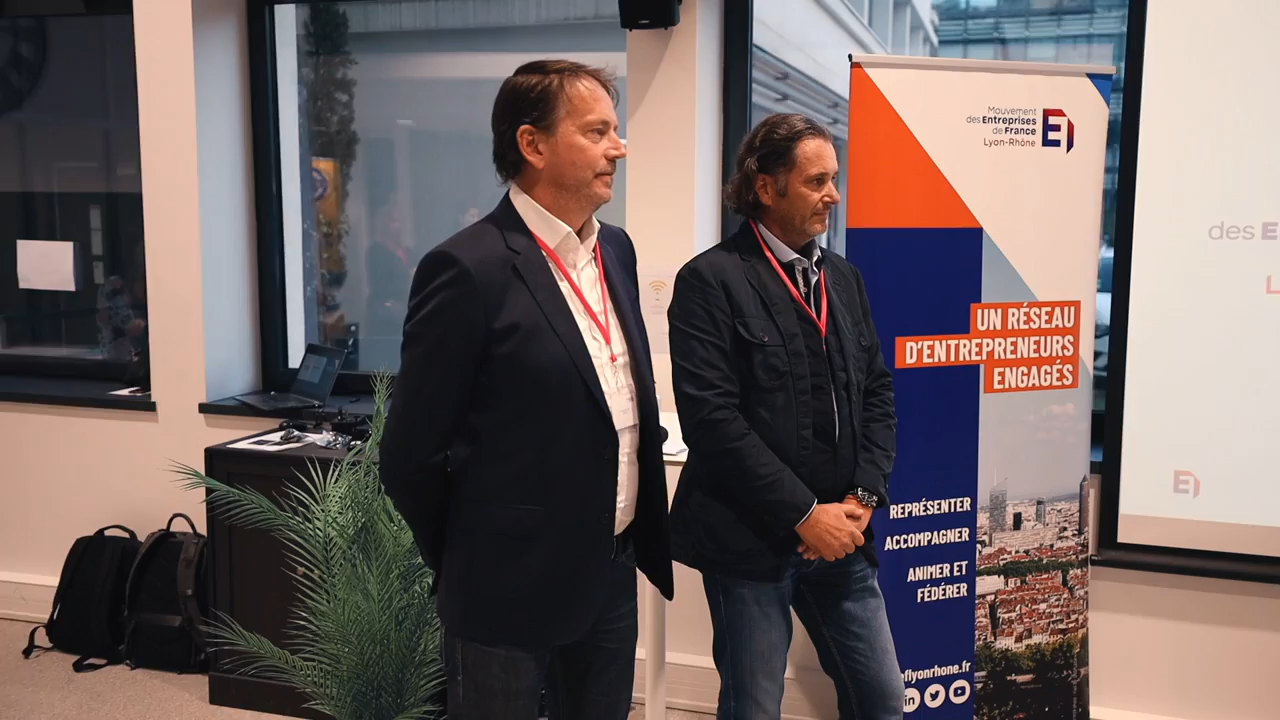 Mouvement
des Entreprises
de France
Lyon-Rhône
UN RÉSEAU
D'ENTREPRENEURS
ENGAGÉS
REPRÉSENTER
ACCOMPAGNER
ANIMER ET
FÉDÉRER
eflyonrhone.fr
in
des E